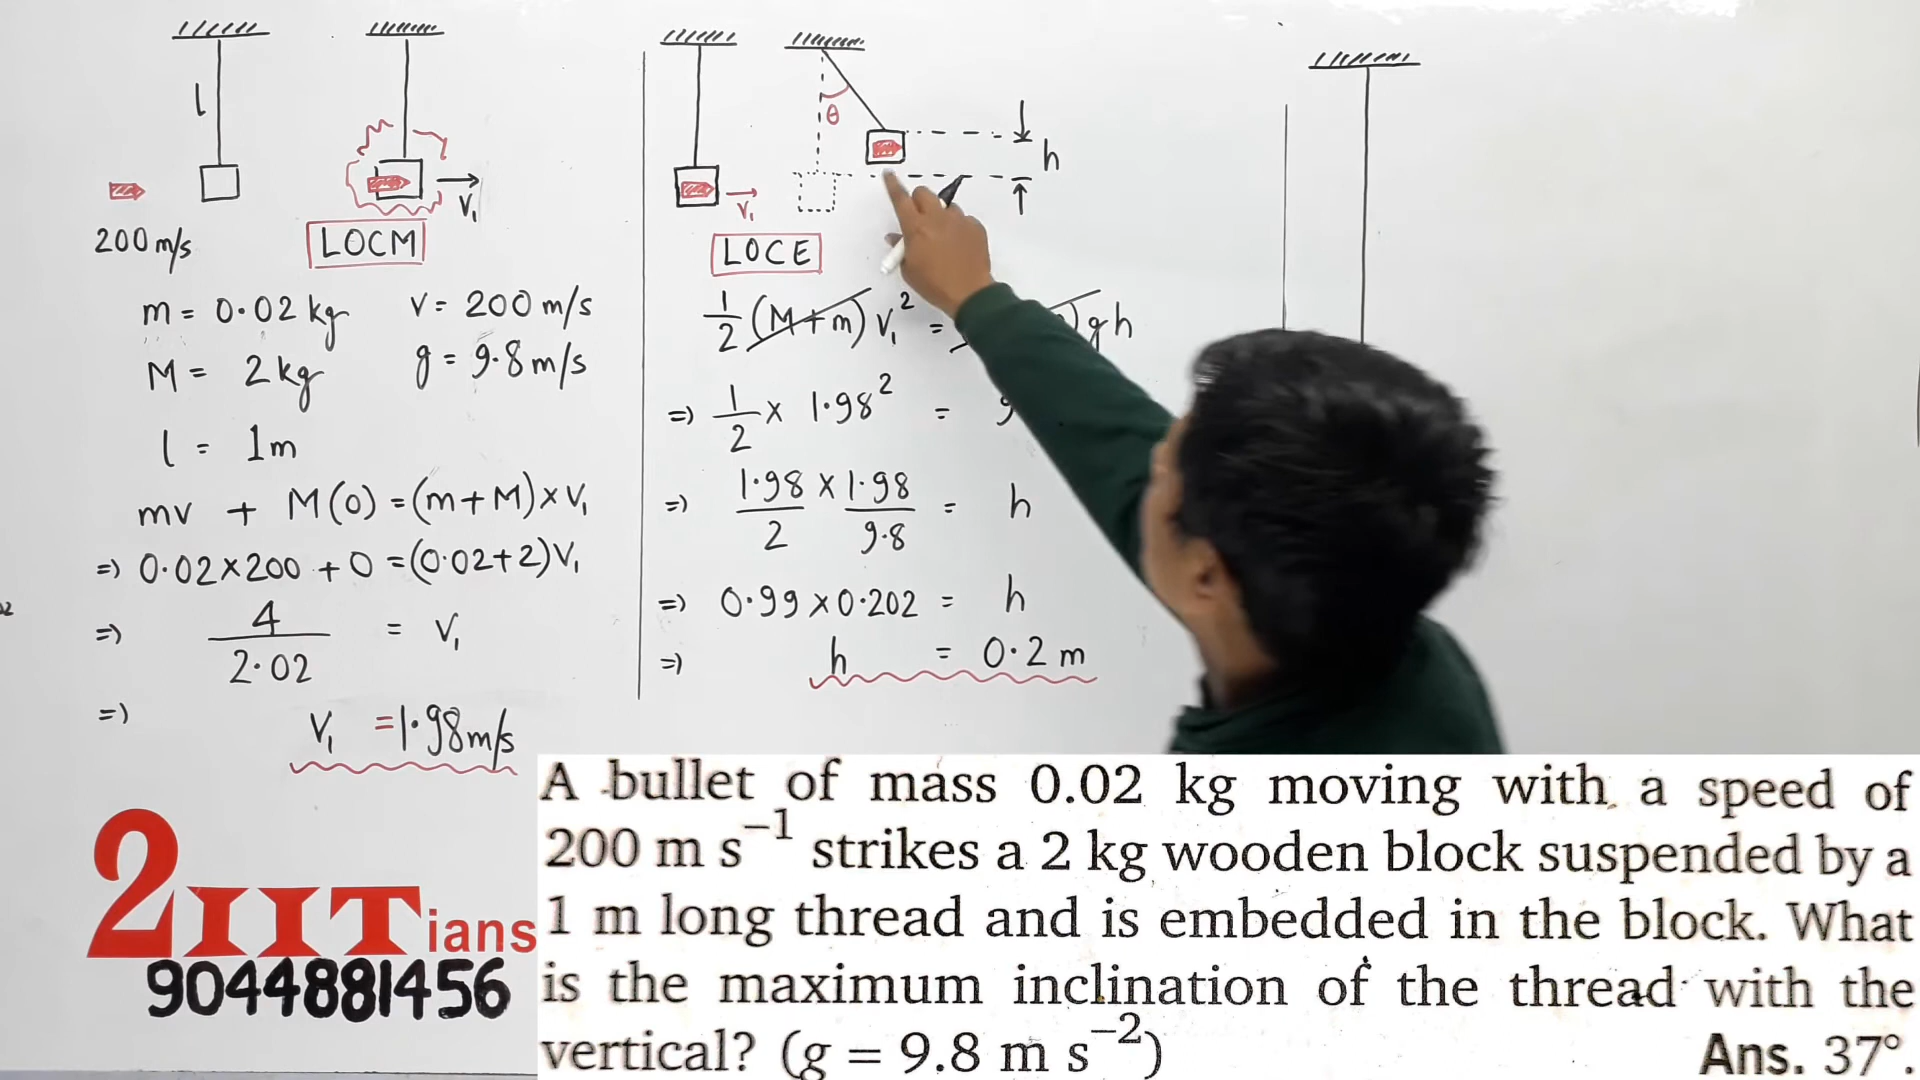 l
200 m/s
V₁
LOCM
m = 0.02 kg
v = 200 m/s
M = 2 kg
g = 9.8 m/s
l = 1m
mv + M(0) = (m+M)×V₁
=) 0.02×200 + 0 = (0.02+2)V₁
=) 4/2.02 = V₁
=) V₁ = 1.98 m/s
θ
h
V₁
LOCE
1/2 (M+m) V₁² = ) gh
=) 1/2 × 1.98² =
=) 1.98 × 1.98 / 2 9.8 = h
=) 0.99 × 0.202 = h
=) h = 0.2 m
2IITians
9044881456
A bullet of mass 0.02 kg moving with a speed of
200 m s⁻¹ strikes a 2 kg wooden block suspended by a
1 m long thread and is embedded in the block. What
is the maximum inclination of the thread with the
vertical? (g = 9.8 m s⁻²) Ans. 37°.